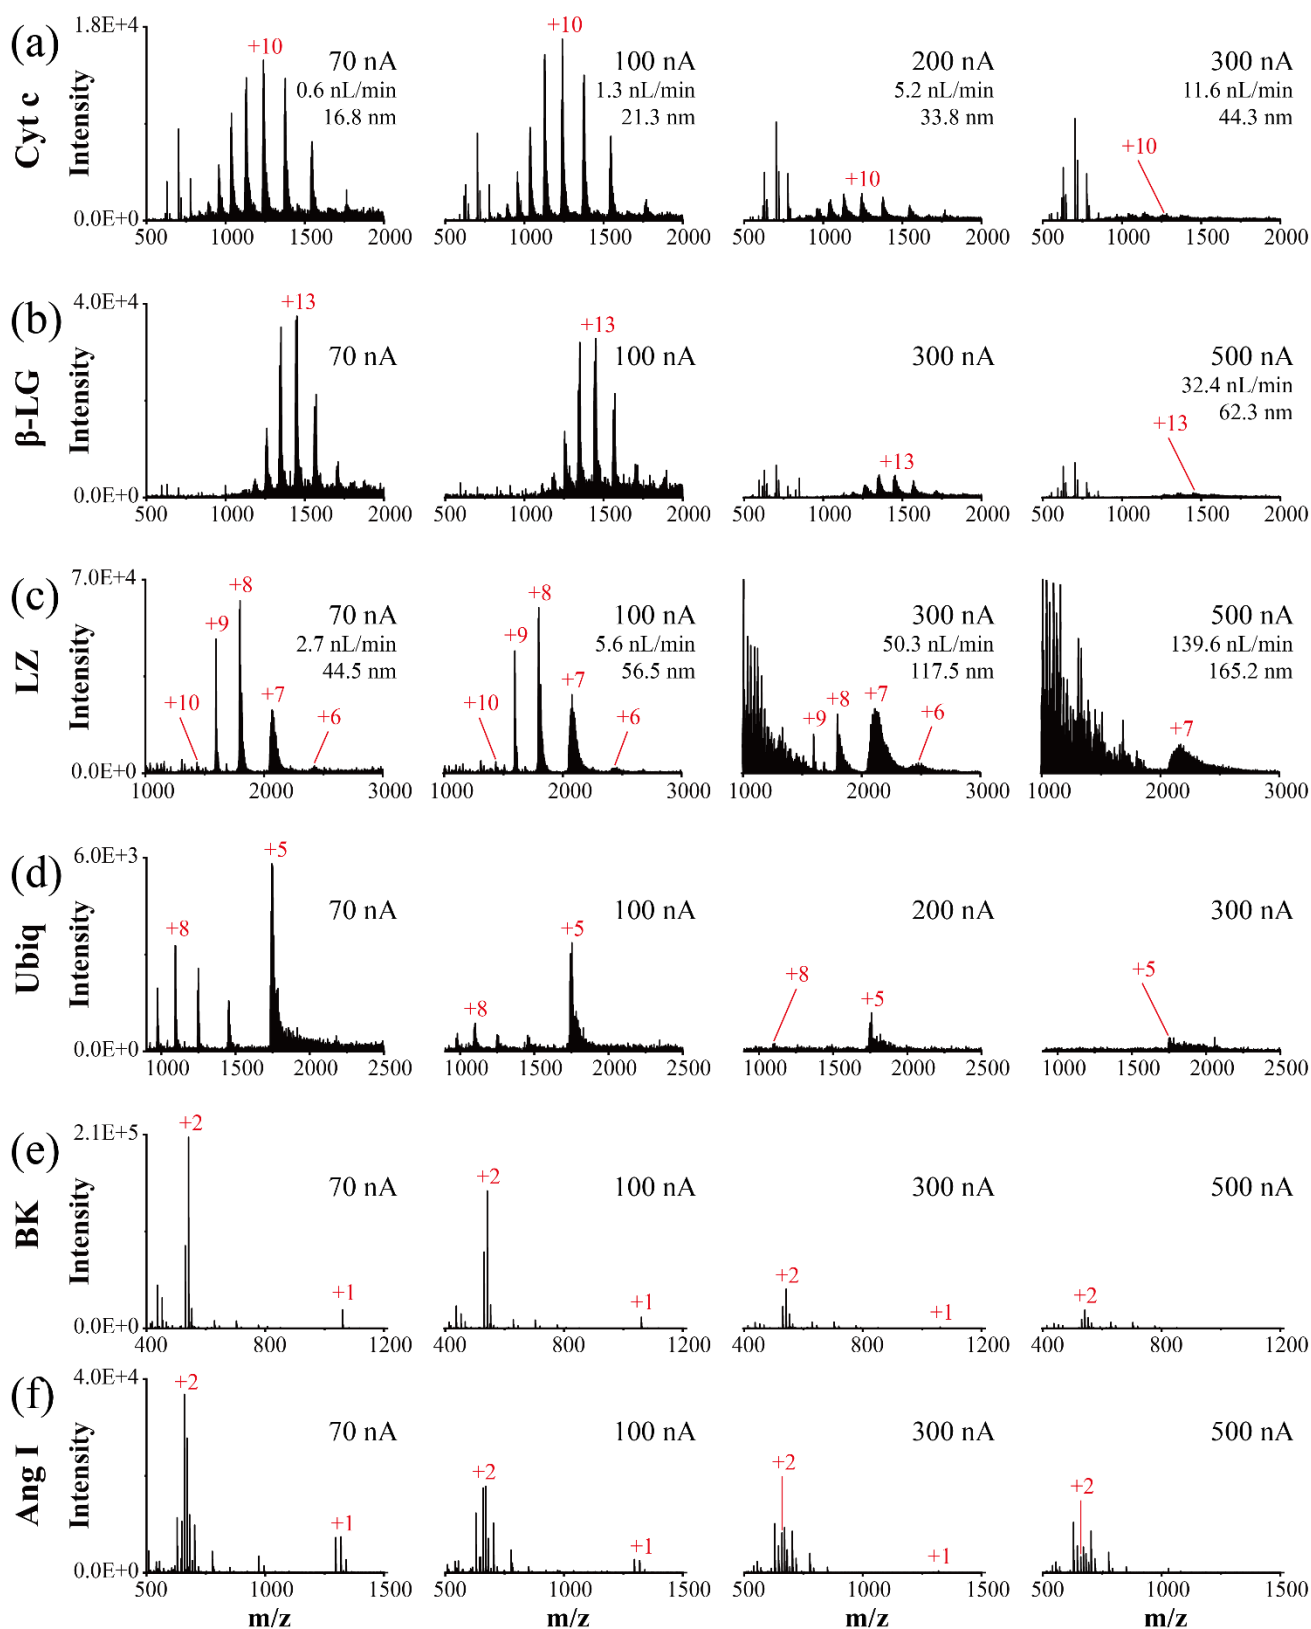 (a)
Cyt c
Intensity
1.8E+4
0.0E+0
+10
70 nA
0.6 nL/min
16.8 nm
500 1000 1500 2000
+10
100 nA
1.3 nL/min
21.3 nm
500 1000 1500 2000
+10
200 nA
5.2 nL/min
33.8 nm
500 1000 1500 2000
+10
300 nA
11.6 nL/min
44.3 nm
500 1000 1500 2000
(b)
β-LG
Intensity
4.0E+4
0.0E+0
+13
70 nA
500 1000 1500 2000
+13
100 nA
500 1000 1500 2000
+13
300 nA
500 1000 1500 2000
+13
500 nA
32.4 nL/min
62.3 nm
500 1000 1500 2000
(c)
LZ
Intensity
7.0E+4
0.0E+0
+10
+9
+8
+7
+6
70 nA
2.7 nL/min
44.5 nm
1000 2000 3000
+10
+9
+8
+7
+6
100 nA
5.6 nL/min
56.5 nm
1000 2000 3000
+9
+8
+7
+6
300 nA
50.3 nL/min
117.5 nm
1000 2000 3000
+7
500 nA
139.6 nL/min
165.2 nm
1000 2000 3000
(d)
Ubiq
Intensity
6.0E+3
0.0E+0
+8
+5
70 nA
1000 1500 2000 2500
+8
+5
100 nA
1000 1500 2000 2500
+8
+5
200 nA
1000 1500 2000 2500
+5
300 nA
1000 1500 2000 2500
(e)
BK
Intensity
2.1E+5
0.0E+0
+2
+1
70 nA
400 800 1200
+2
+1
100 nA
400 800 1200
+2
+1
300 nA
400 800 1200
+2
500 nA
400 800 1200
(f)
Ang I
Intensity
4.0E+4
0.0E+0
+2
+1
70 nA
500 1000 1500
m/z
+2
+1
100 nA
500 1000 1500
m/z
+2
+1
300 nA
500 1000 1500
m/z
+2
500 nA
500 1000 1500
m/z